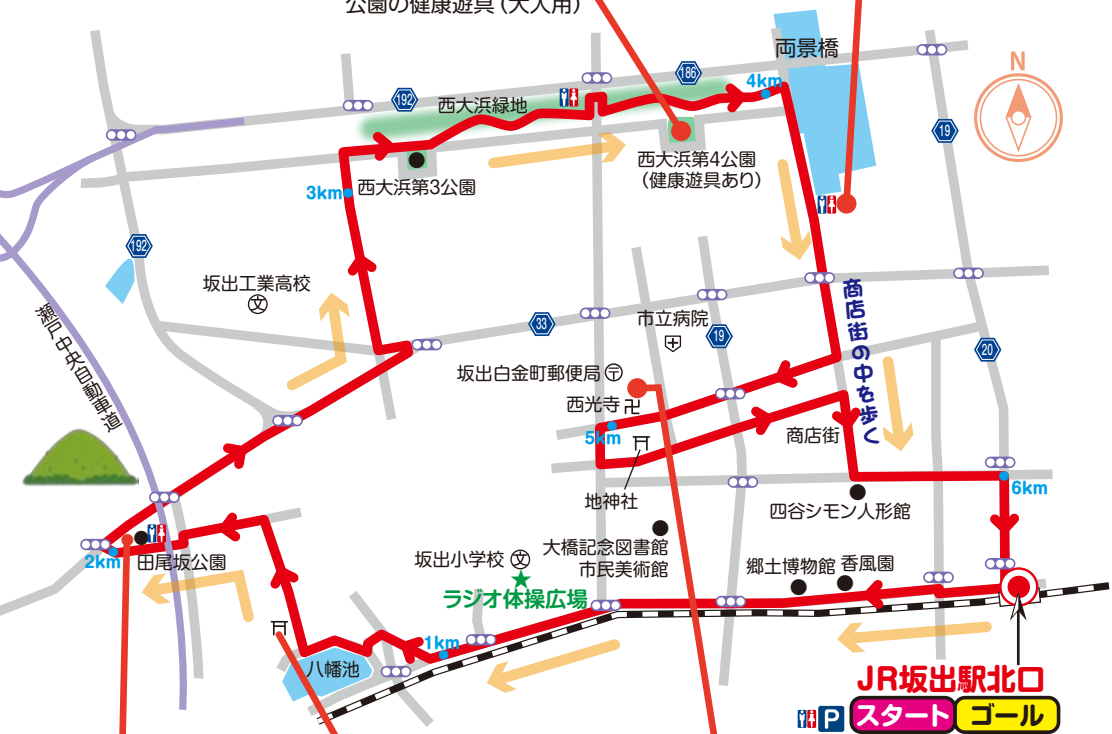 公園の健康遊具（大人用）
両景橋
N
186
4km
192
西大浜緑地
19
西大浜第4公園
（健康遊具あり）
西大浜第3公園
3km
192
坂出工業高校
文
瀬戸中央自動車道
商店街の中を歩く
33
市立病院
19
20
坂出白金町郵便局
西光寺
5km
商店街
地神社
6km
四谷シモン人形館
2km
田尾坂公園
大橋記念図書館
市民美術館
坂出小学校
文
郷土博物館
香風園
ラジオ体操広場
1km
八幡池
JR坂出駅北口
P
スタート
ゴール